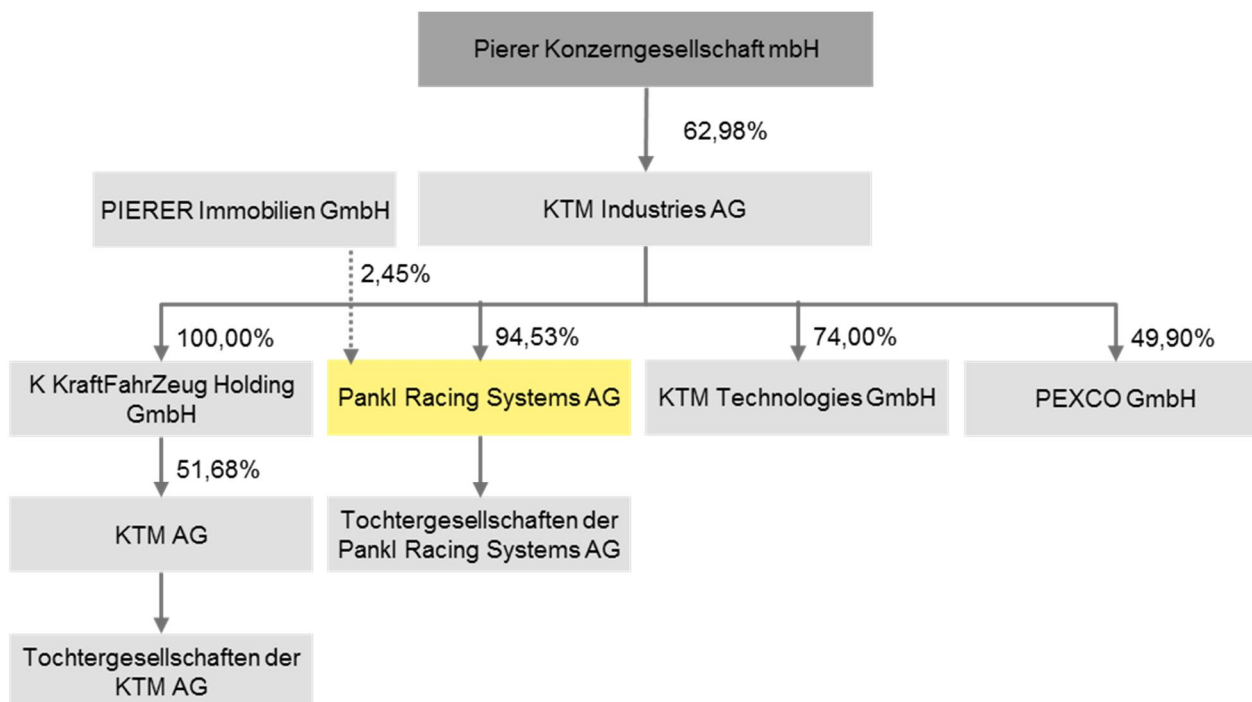 Pierer Konzerngesellschaft mbH
62,98%
PIERER Immobilien GmbH
KTM Industries AG
2,45%
100,00%
94,53%
74,00%
49,90%
K KraftFahrZeug Holding
GmbH
Pankl Racing Systems AG
KTM Technologies GmbH
PEXCO GmbH
51,68%
KTM AG
Tochtergesellschaften der
Pankl Racing Systems AG
Tochtergesellschaften der
KTM AG